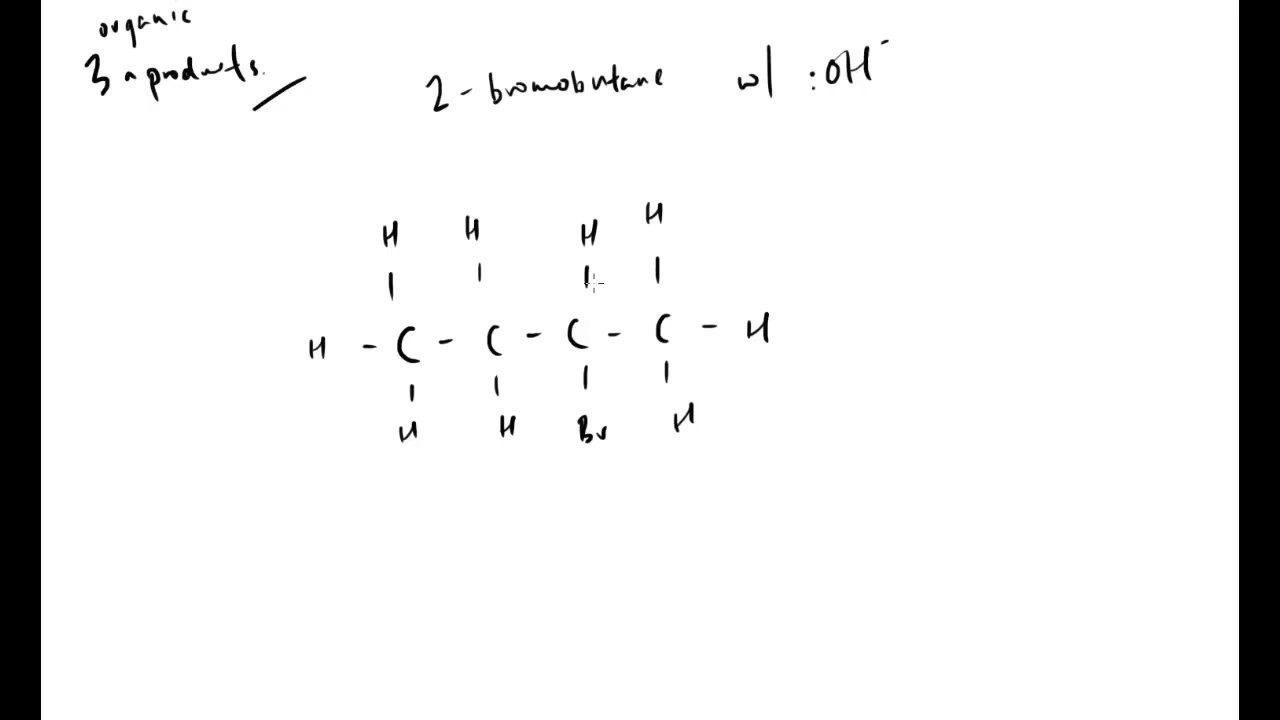 organic
3 ^ products.
2 - bromobutane w/ :OH⁻
H H H H
| | | |
H - C - C - C - C - H
| | | |
H H Br H